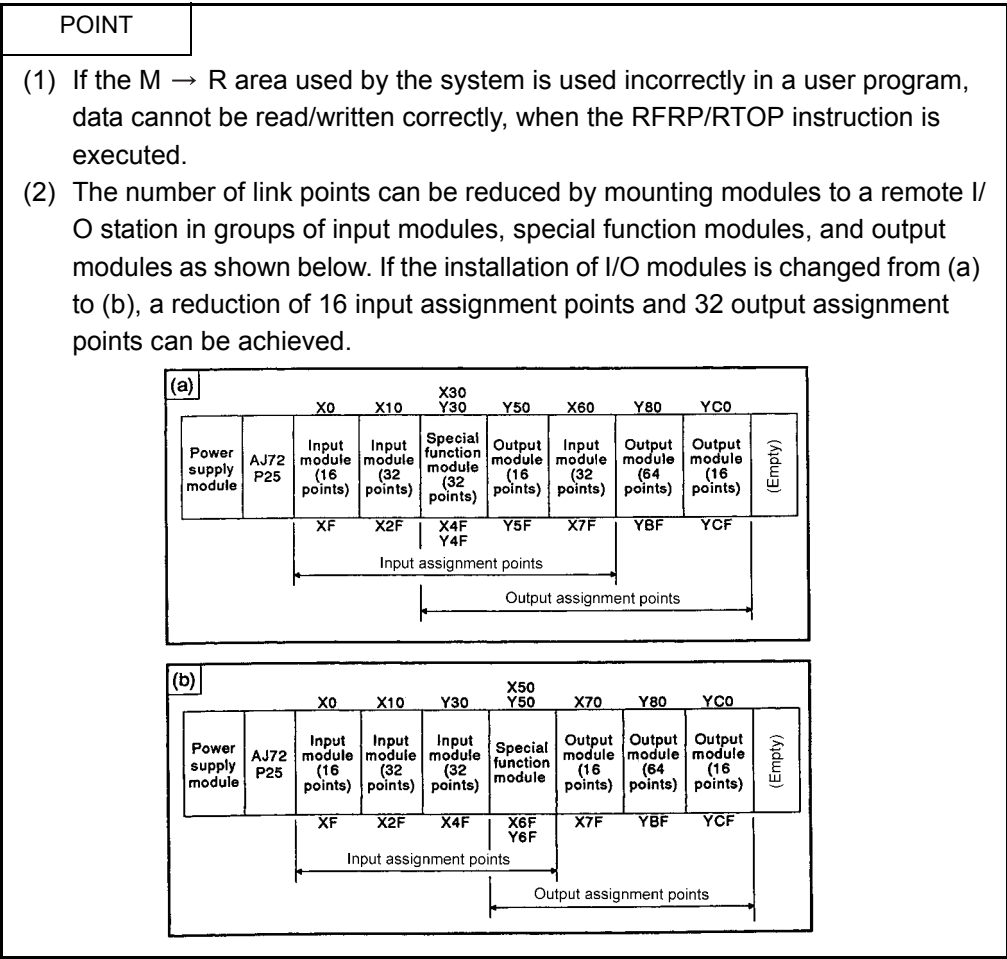 POINT
(1) If the M → R area used by the system is used incorrectly in a user program,
data cannot be read/written correctly, when the RFRP/RTOP instruction is
executed.
(2) The number of link points can be reduced by mounting modules to a remote I/
O station in groups of input modules, special function modules, and output
modules as shown below. If the installation of I/O modules is changed from (a)
to (b), a reduction of 16 input assignment points and 32 output assignment
points can be achieved.
(a)
X30
X0 X10 Y30 Y50 X60 Y80 YC0
Power
supply
module
AJ72
P25
Input
module
(16
points)
Input
module
(32
points)
Special
function
module
(32
points)
Output
module
(16
points)
Input
module
(32
points)
Output
module
(64
points)
Output
module
(16
points)
(Empty)
XF X2F X4F Y5F X7F YBF YCF
Y4F
Input assignment points
Output assignment points
(b)
X50
X0 X10 Y30 Y50 X70 Y80 YC0
Power
supply
module
AJ72
P25
Input
module
(16
points)
Input
module
(32
points)
Input
module
(32
points)
Special
function
module
Output
module
(16
points)
Output
module
(64
points)
Output
module
(16
points)
(Empty)
XF X2F X4F X6F X7F YBF YCF
Y6F
Input assignment points
Output assignment points